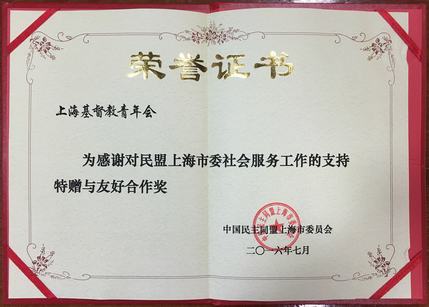 荣誉证书
上海基督教青年会
为感谢对民盟上海市委社会服务工作的支持
特赠与友好合作奖
中国民主同盟上海市委员会
二〇一六年七月